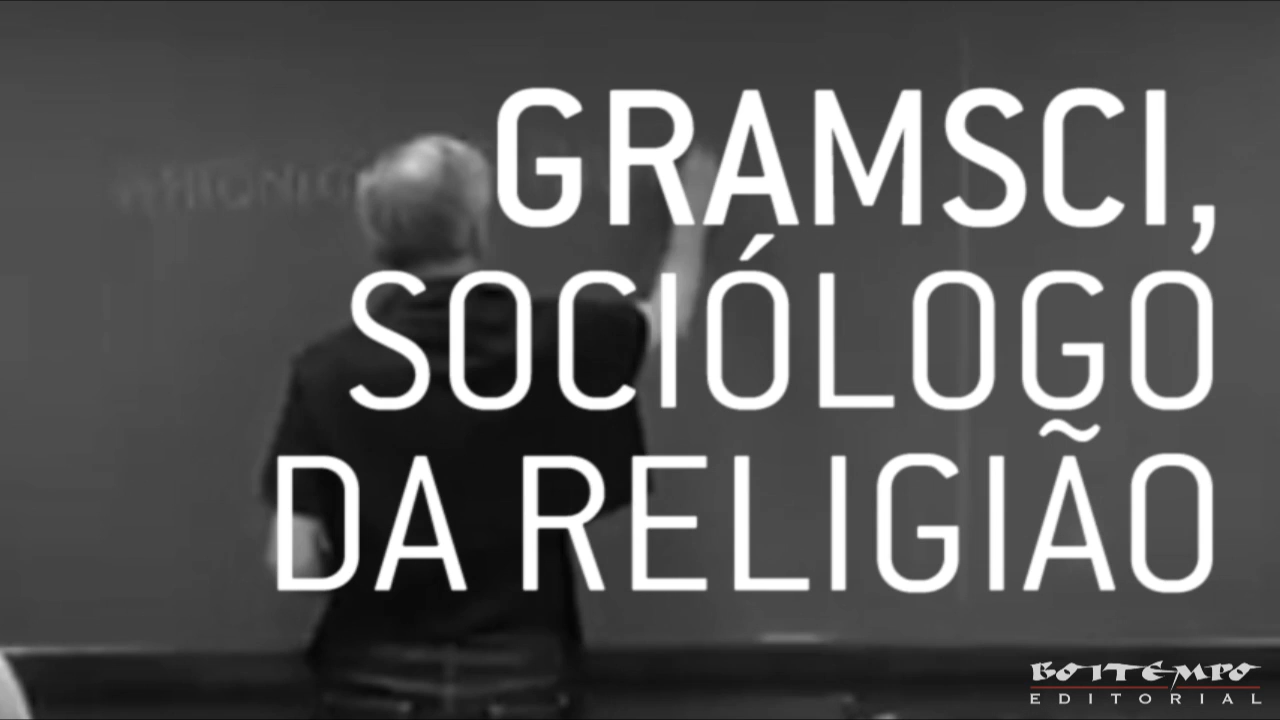 GRAMSCI,
SOCIÓLOGO
DA RELIGIÃO
BOITEMPO
EDITORIAL